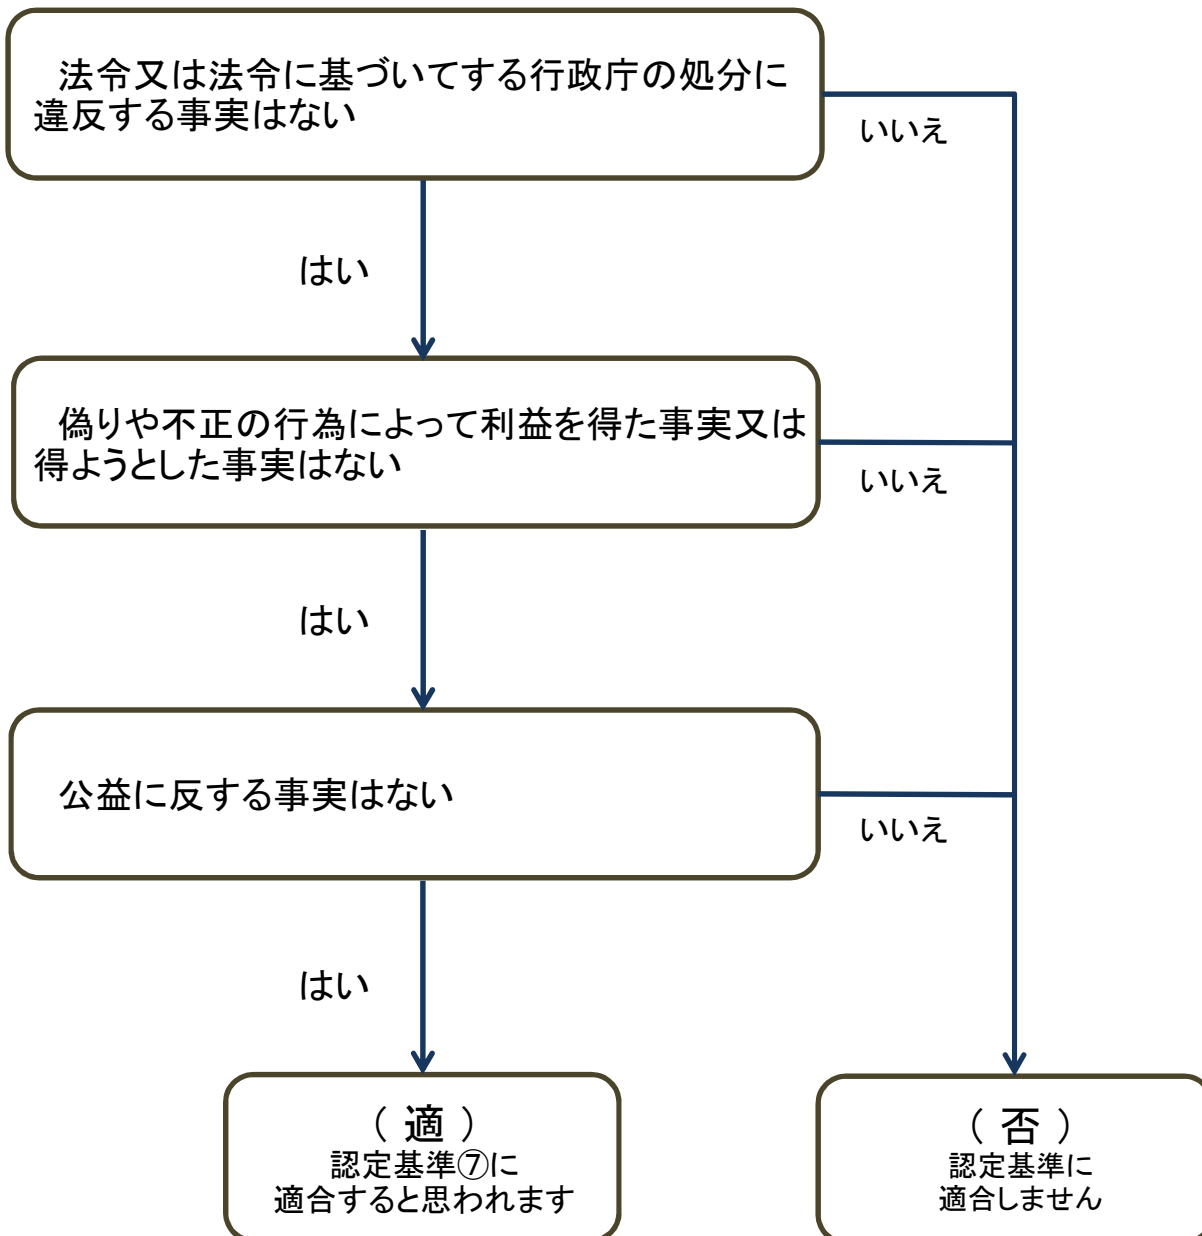 法令又は法令に基づいてする行政庁の処分に
違反する事実はない
いいえ
はい
偽りや不正の行為によって利益を得た事実又は
得ようとした事実はない
いいえ
はい
公益に反する事実はない
いいえ
はい
（ 適 ）
認定基準⑦に
適合すると思われます
（ 否 ）
認定基準に
適合しません